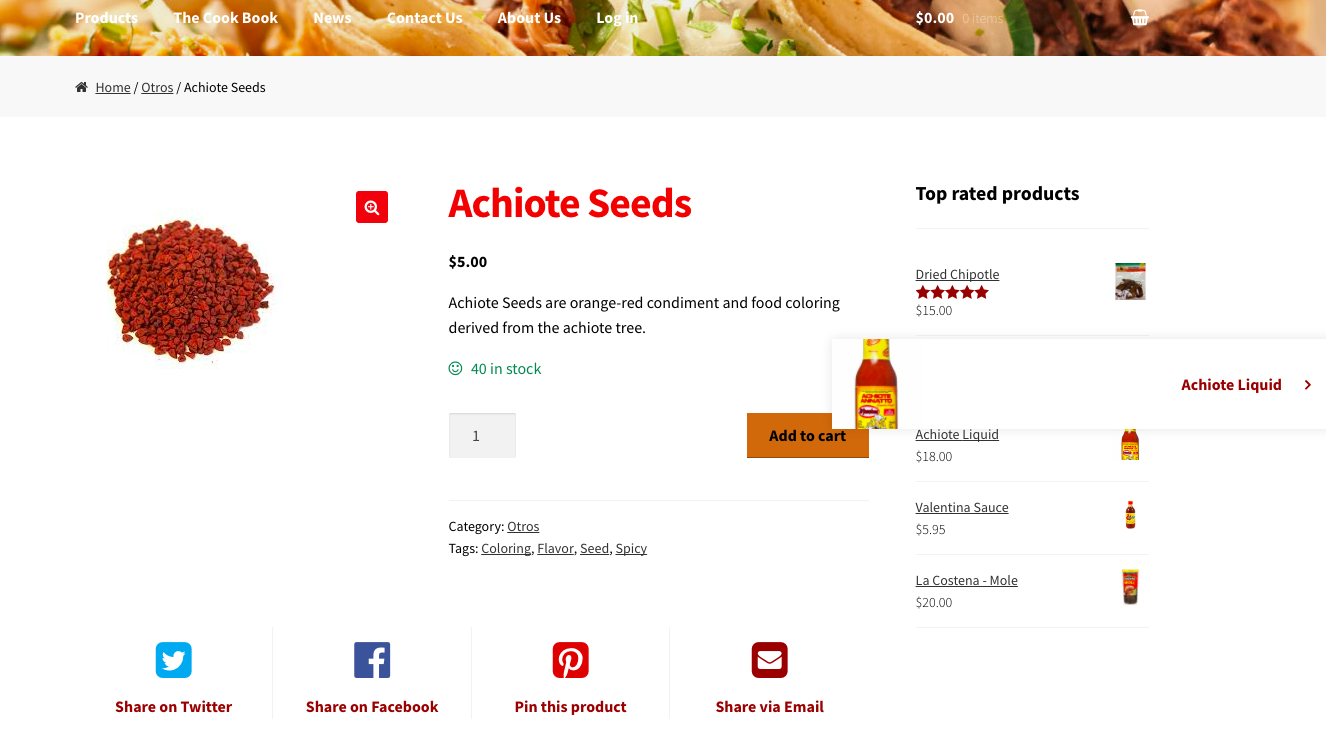 Products
The Cook Book
News
Contact Us
About Us
Log in
$0.00 0 items
Home / Otros / Achiote Seeds
Achiote Seeds
$5.00
Achiote Seeds are orange-red condiment and food coloring
derived from the achiote tree.
40 in stock
1
Add to cart
Category: Otros
Tags: Coloring, Flavor, Seed, Spicy
Share on Twitter
Share on Facebook
Pin this product
Share via Email
Top rated products
Dried Chipotle
$15.00
Achiote Liquid
ACHIOTE
ANNATTO
Achiote Liquid
$18.00
Valentina Sauce
$5.95
La Costena - Mole
$20.00